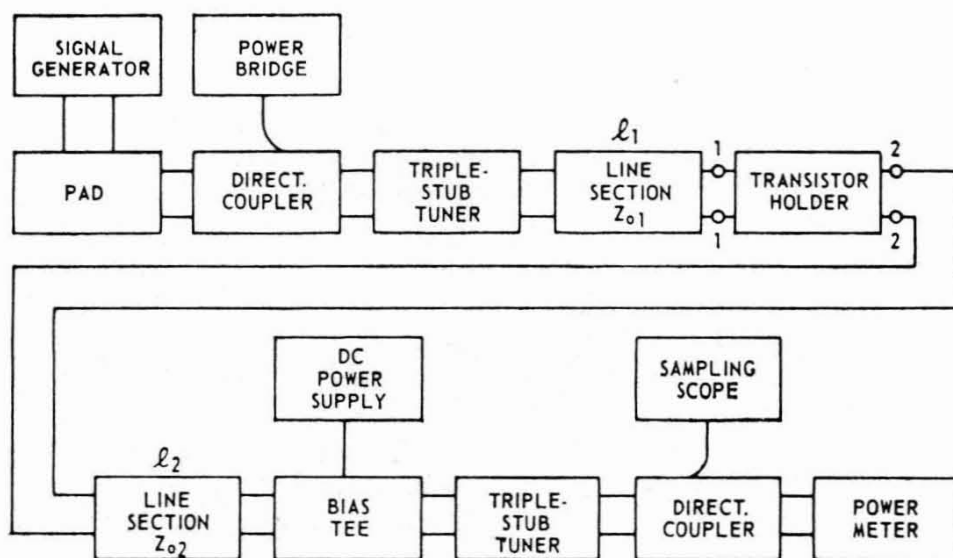 SIGNAL
GENERATOR
POWER
BRIDGE
PAD
DIRECT.
COUPLER
TRIPLE-
STUB
TUNER
ℓ1
LINE
SECTION
Zo1
1
1
TRANSISTOR
HOLDER
2
2
DC
POWER
SUPPLY
SAMPLING
SCOPE
ℓ2
LINE
SECTION
Zo2
BIAS
TEE
TRIPLE-
STUB
TUNER
DIRECT.
COUPLER
POWER
METER